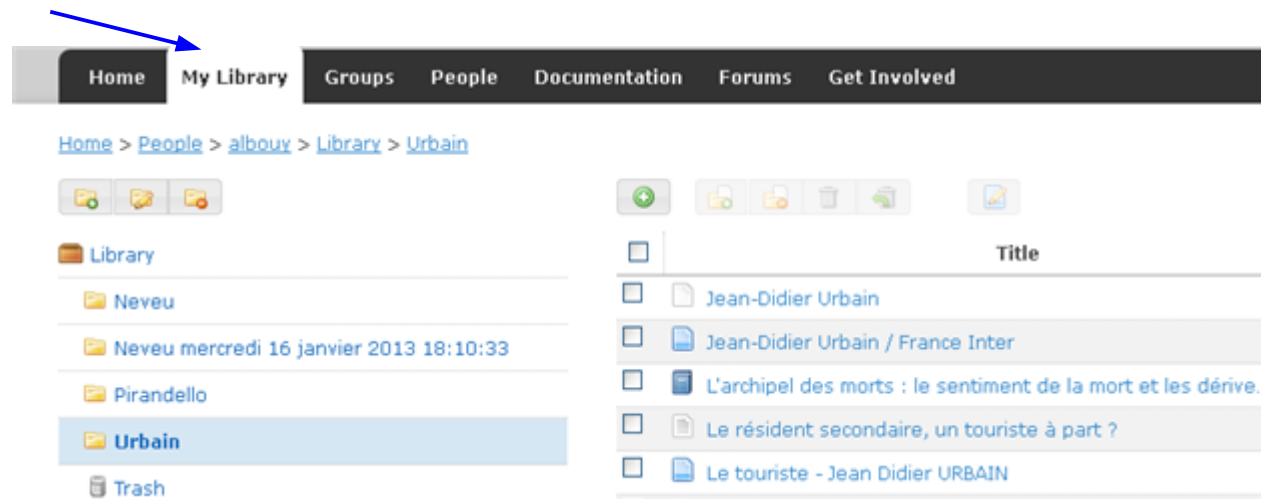 Home My Library Groups People Documentation Forums Get Involved
Home > People > albouy > Library > Urbain
Library
Neveu
Neveu mercredi 16 janvier 2013 18:10:33
Pirandello
Urbain
Trash
Title
Jean-Didier Urbain
Jean-Didier Urbain / France Inter
L'archipel des morts : le sentiment de la mort et les dérive.
Le résident secondaire, un touriste à part ?
Le touriste - Jean Didier URBAIN